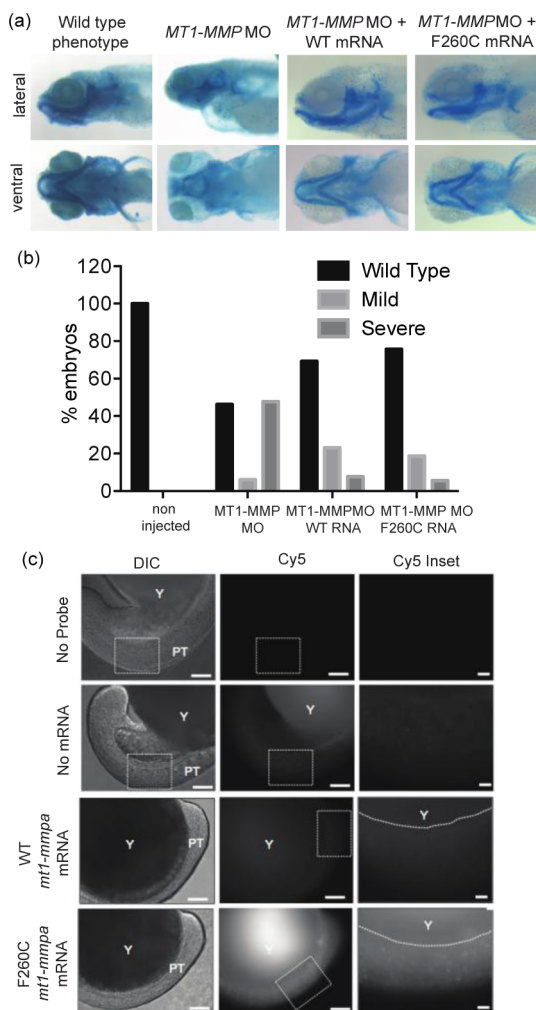 (a)
Wild type
phenotype
MT1-MMP MO
MT1-MMP MO +
WT mRNA
MT1-MMPMO +
F260C mRNA
lateral
ventral
(b)
120
100
80
60
40
20
0
% embryos
Wild Type
Mild
Severe
non
injected
MT1-MMP
MO
MT1-MMPMO
WT RNA
MT1-MMP MO
F260C RNA
(c)
DIC
Cy5
Cy5 Inset
No Probe
Y
PT
No mRNA
Y
PT
Y
WT
mt1-mmpa
mRNA
Y
PT
Y
Y
F260C
mt1-mmpa
mRNA
Y
PT
Y
Y